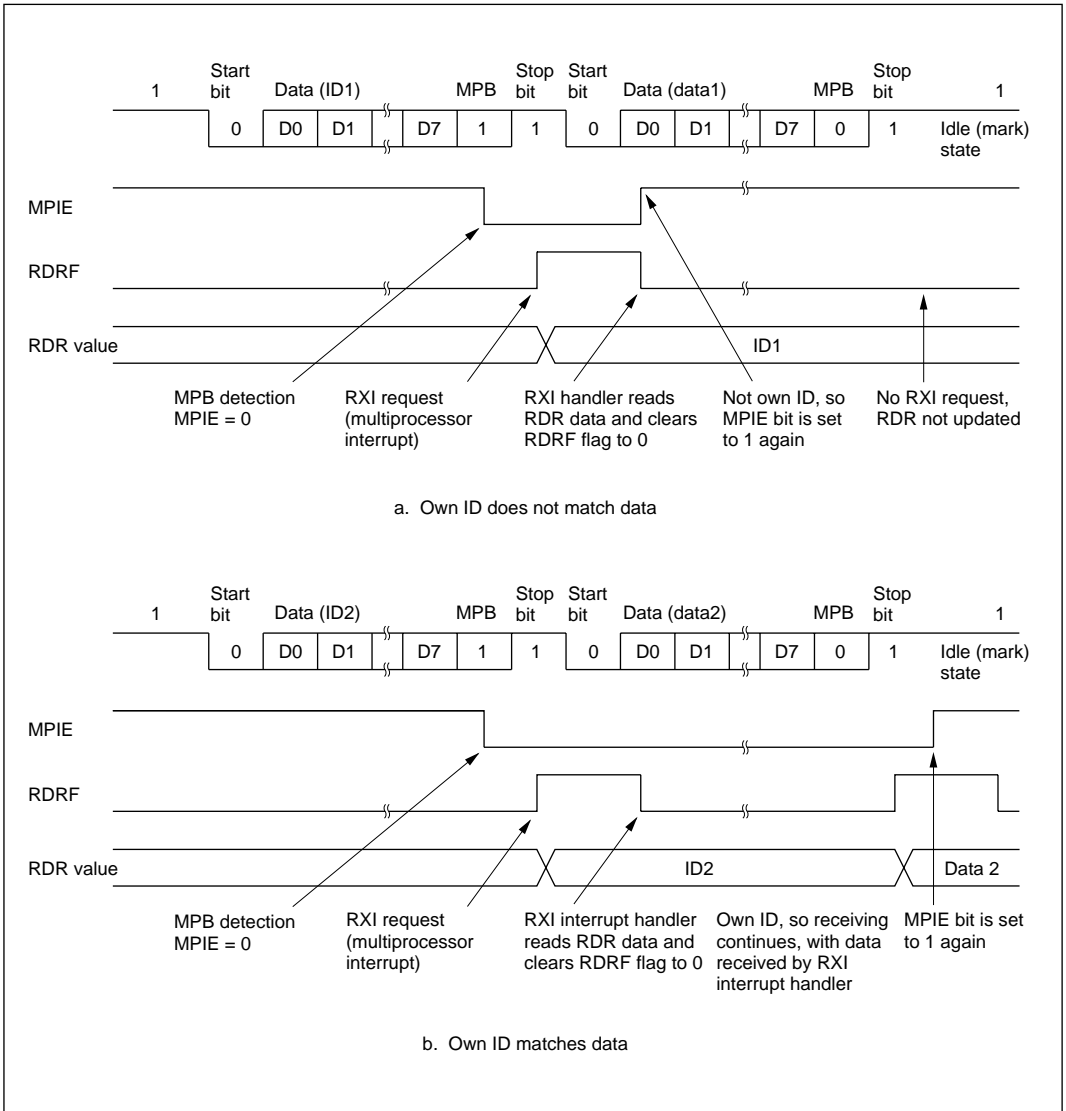 Start Stop Start Stop
1 bit Data (ID1) MPB bit bit Data (data1) MPB bit 1
0 D0 D1 D7 1 1 0 D0 D1 D7 0 1 Idle (mark)
state
MPIE
RDRF
RDR value ID1
MPB detection RXI request RXI handler reads Not own ID, so No RXI request,
MPIE = 0 (multiprocessor RDR data and clears MPIE bit is set RDR not updated
interrupt) RDRF flag to 0 to 1 again
a. Own ID does not match data
Start Stop Start Stop
1 bit Data (ID2) MPB bit bit Data (data2) MPB bit 1
0 D0 D1 D7 1 1 0 D0 D1 D7 0 1 Idle (mark)
state
MPIE
RDRF
RDR value ID2 Data 2
MPB detection RXI request RXI interrupt handler Own ID, so receiving MPIE bit is set
MPIE = 0 (multiprocessor reads RDR data and continues, with data to 1 again
interrupt) clears RDRF flag to 0 received by RXI
interrupt handler
b. Own ID matches data